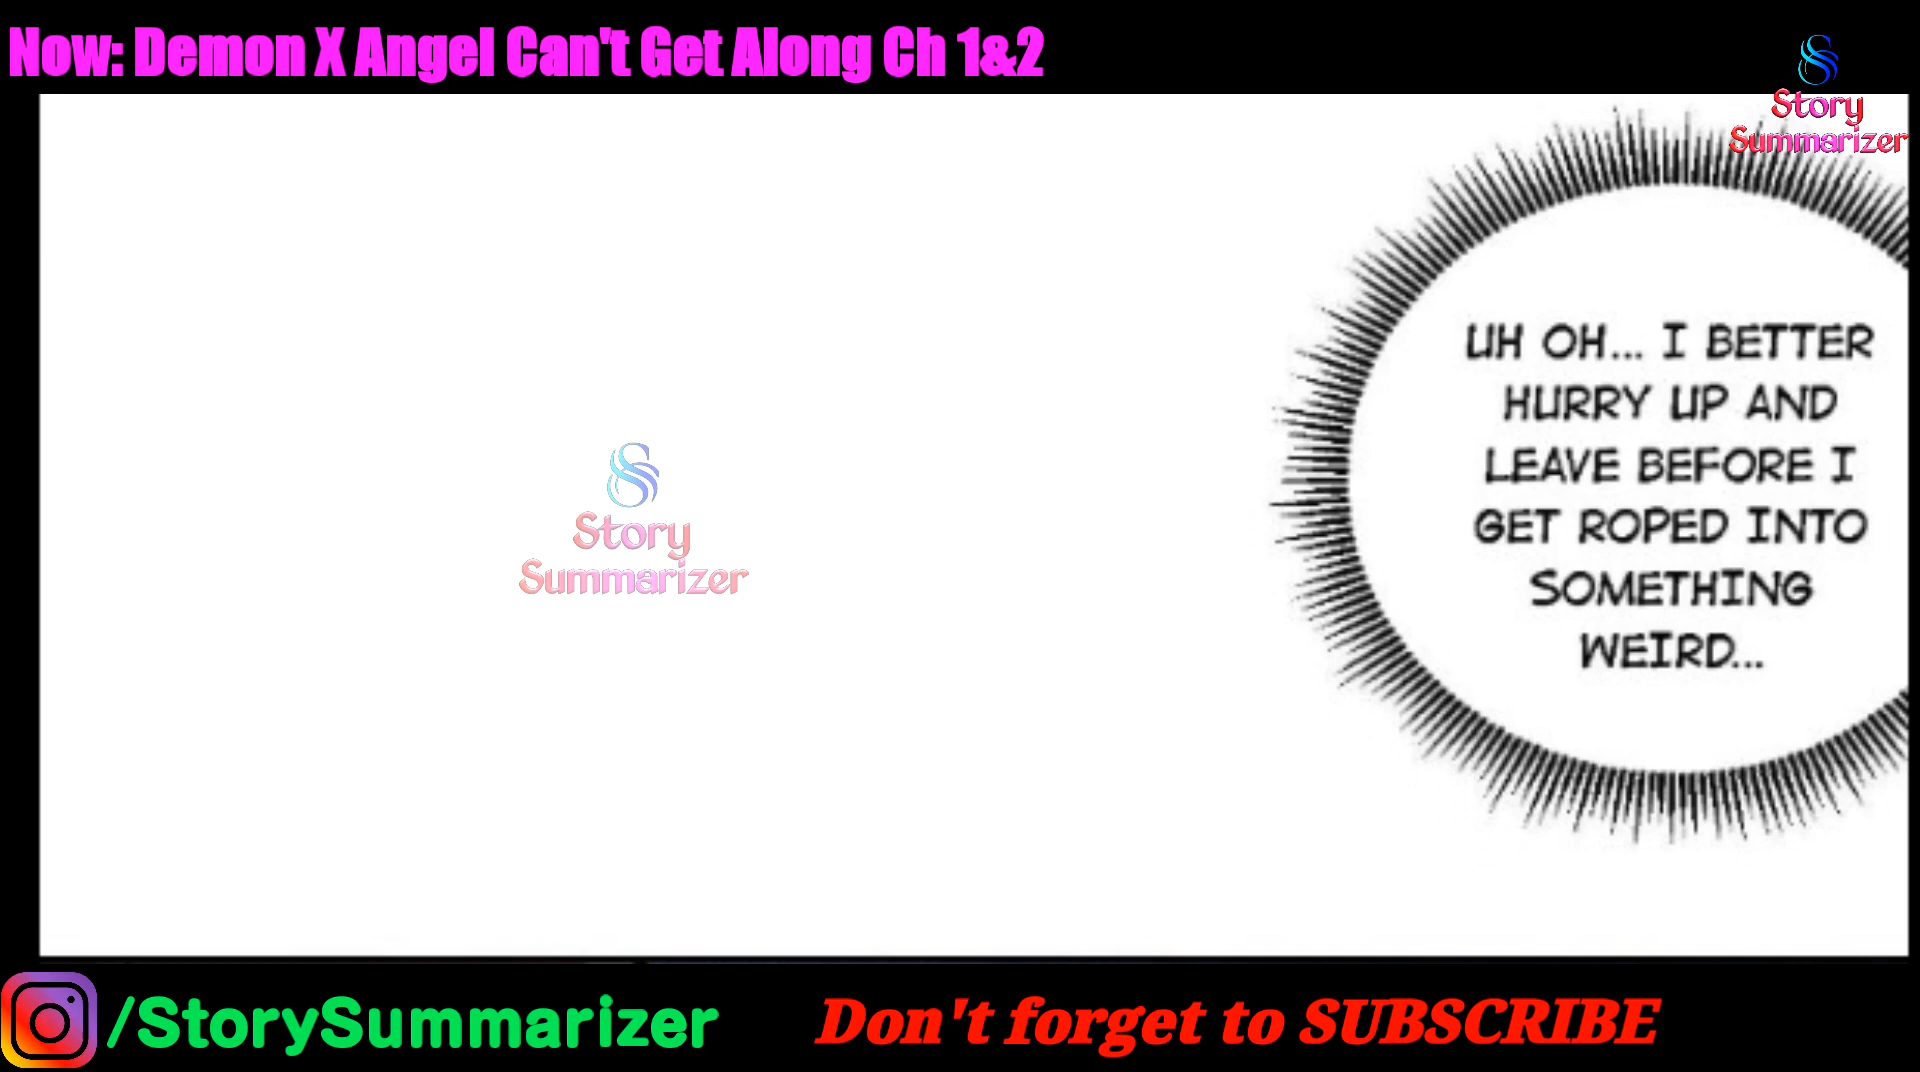 Now: Demon X Angel Can't Get Along Ch 1&2
Story
Summarizer
UH OH... I BETTER
HURRY UP AND
LEAVE BEFORE I
GET ROPED INTO
SOMETHING
WEIRD...
Story
Summarizer
/StorySummarizer
Don't forget to SUBSCRIBE